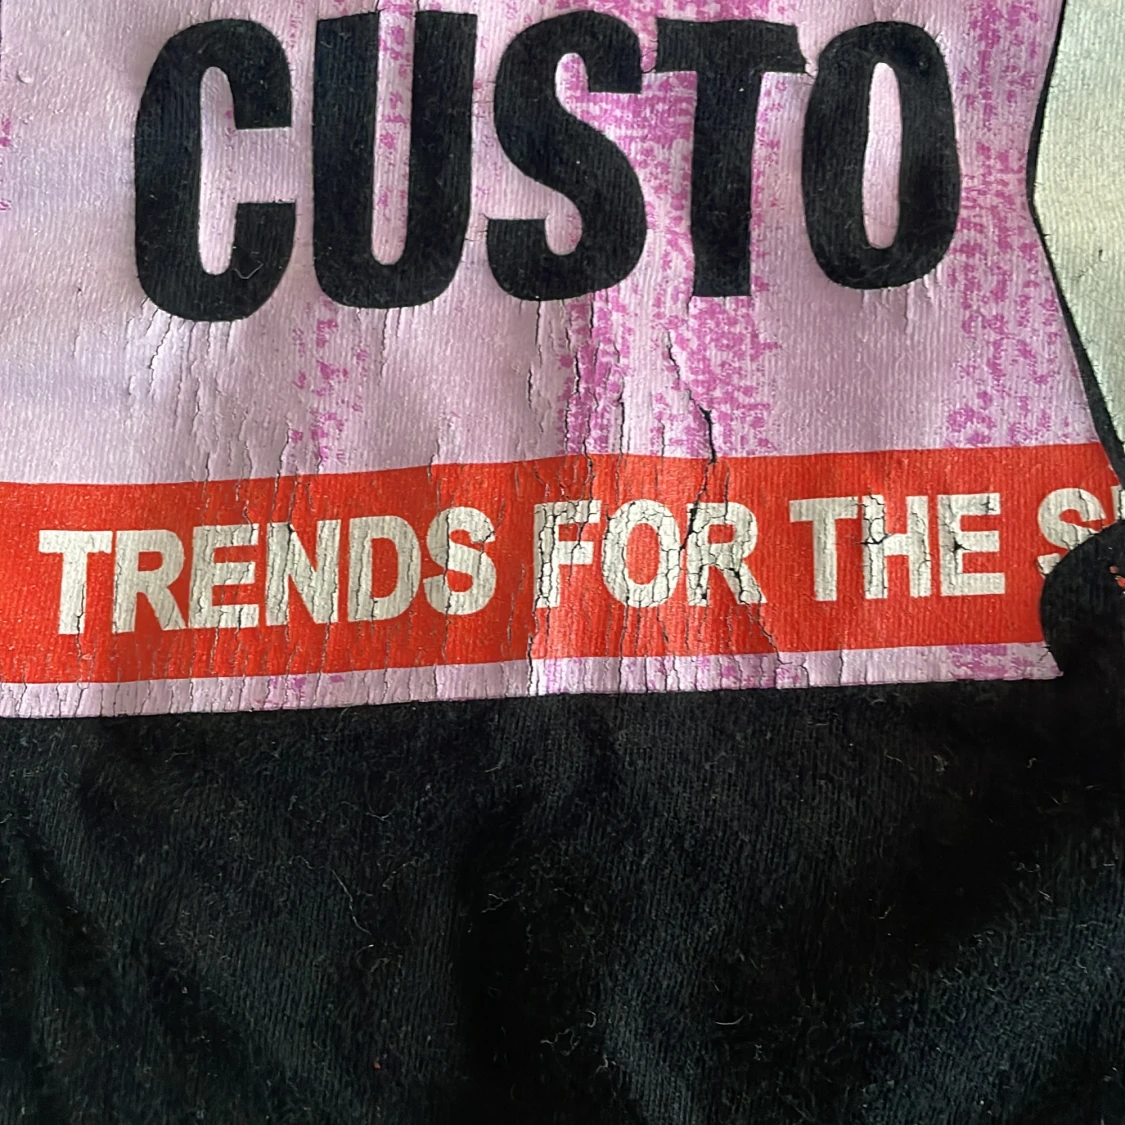 CUSTO
TRENDS FOR THE